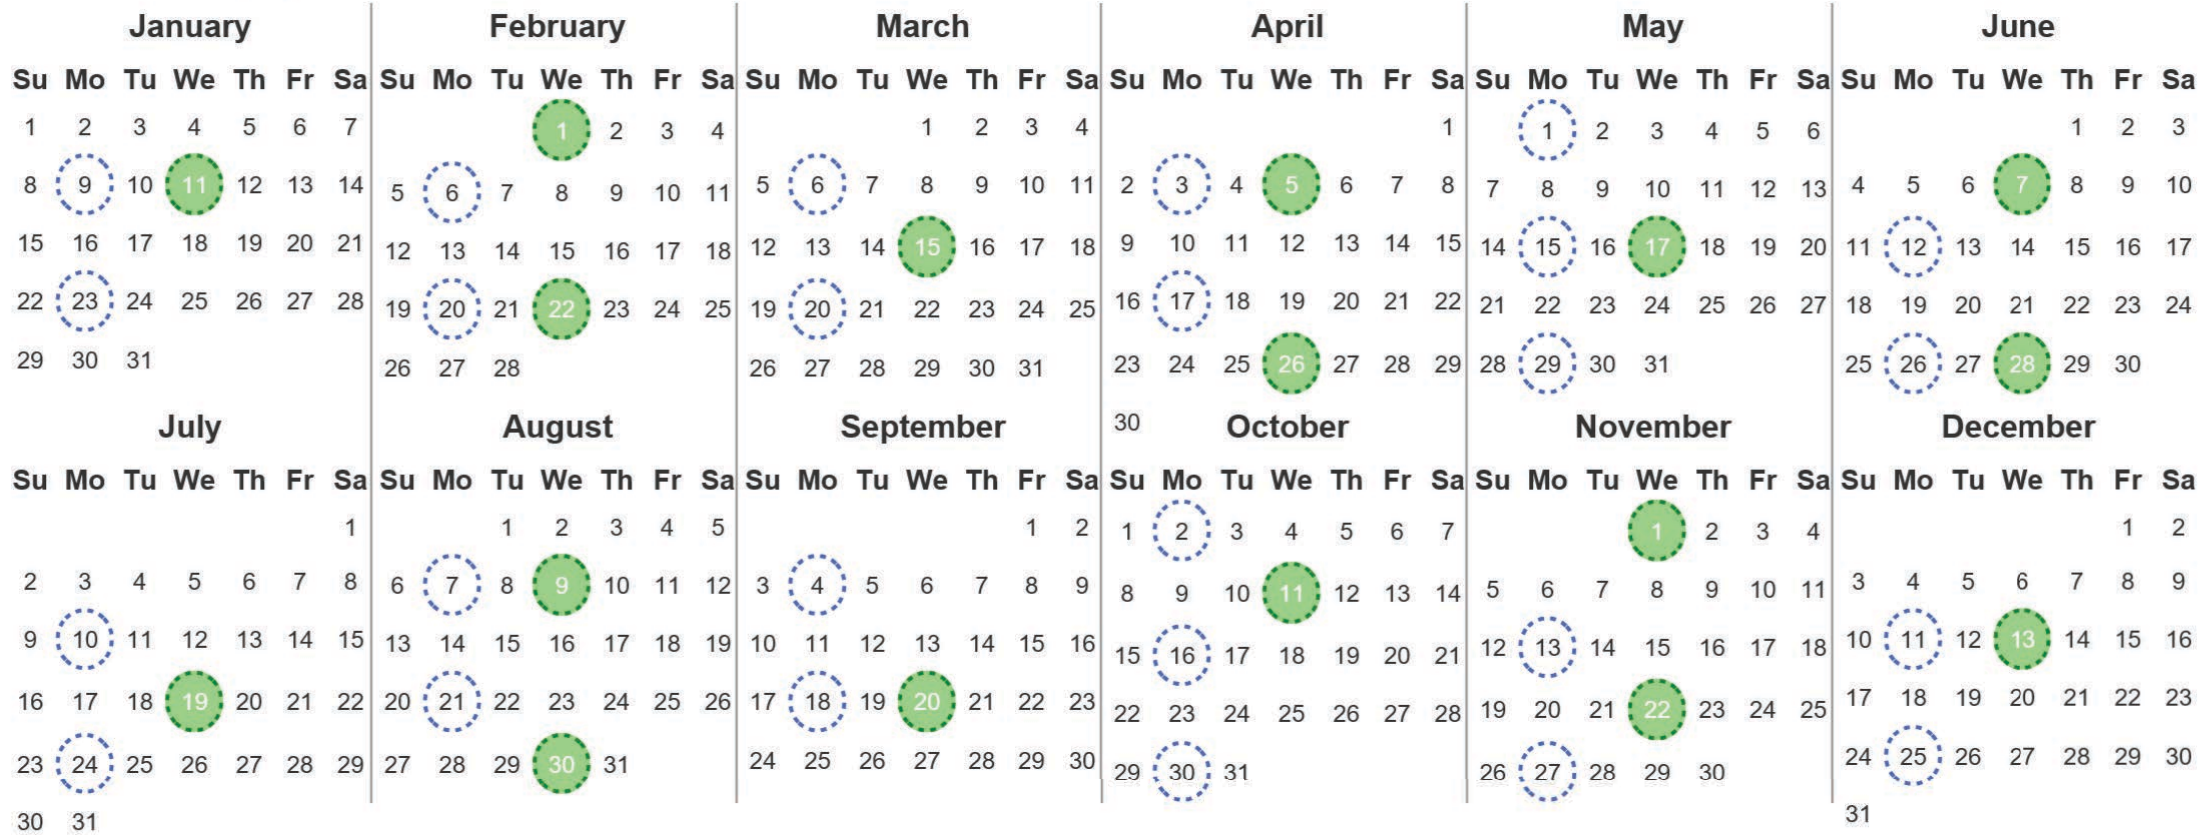 January
Su Mo Tu We Th Fr Sa
1 2 3 4 5 6 7
8 9 10 11 12 13 14
15 16 17 18 19 20 21
22 23 24 25 26 27 28
29 30 31
February
Su Mo Tu We Th Fr Sa
1 2 3 4
5 6 7 8 9 10 11
12 13 14 15 16 17 18
19 20 21 22 23 24 25
26 27 28
March
Su Mo Tu We Th Fr Sa
1 2 3 4
5 6 7 8 9 10 11
12 13 14 15 16 17 18
19 20 21 22 23 24 25
26 27 28 29 30 31
April
Su Mo Tu We Th Fr Sa
1
2 3 4 5 6 7 8
9 10 11 12 13 14 15
16 17 18 19 20 21 22
23 24 25 26 27 28 29
30
May
Su Mo Tu We Th Fr Sa
1 2 3 4 5 6
7 8 9 10 11 12 13
14 15 16 17 18 19 20
21 22 23 24 25 26 27
28 29 30 31
June
Su Mo Tu We Th Fr Sa
1 2 3
4 5 6 7 8 9 10
11 12 13 14 15 16 17
18 19 20 21 22 23 24
25 26 27 28 29 30
July
Su Mo Tu We Th Fr Sa
1
2 3 4 5 6 7 8
9 10 11 12 13 14 15
16 17 18 19 20 21 22
23 24 25 26 27 28 29
30 31
August
Su Mo Tu We Th Fr Sa
1 2 3 4 5
6 7 8 9 10 11 12
13 14 15 16 17 18 19
20 21 22 23 24 25 26
27 28 29 30 31
September
Su Mo Tu We Th Fr Sa
1 2
3 4 5 6 7 8 9
10 11 12 13 14 15 16
17 18 19 20 21 22 23
24 25 26 27 28 29 30
October
Su Mo Tu We Th Fr Sa
1 2 3 4 5 6 7
8 9 10 11 12 13 14
15 16 17 18 19 20 21
22 23 24 25 26 27 28
29 30 31
November
Su Mo Tu We Th Fr Sa
1 2 3 4
5 6 7 8 9 10 11
12 13 14 15 16 17 18
19 20 21 22 23 24 25
26 27 28 29 30
December
Su Mo Tu We Th Fr Sa
1 2
3 4 5 6 7 8 9
10 11 12 13 14 15 16
17 18 19 20 21 22 23
24 25 26 27 28 29 30
31